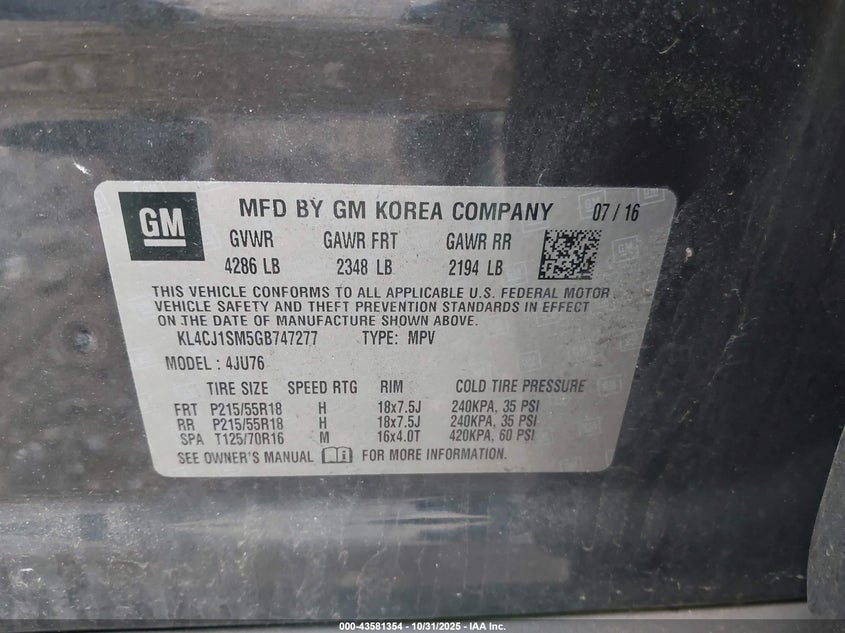 GM MFD BY GM KOREA COMPANY 07 / 16
GVWR GAWR FRT GAWR RR
4286 LB 2348 LB 2194 LB
GM
THIS VEHICLE CONFORMS TO ALL APPLICABLE U.S. FEDERAL MOTOR
VEHICLE SAFETY AND THEFT PREVENTION STANDARDS IN EFFECT
ON THE DATE OF MANUFACTURE SHOWN ABOVE.
KL4CJ1SM5GB747277 TYPE: MPV
MODEL : 4JU76
TIRE SIZE SPEED RTG RIM COLD TIRE PRESSURE
FRT P215/55R18 H 18x7.5J 240KPA, 35 PSI
RR P215/55R18 H 18x7.5J 240KPA, 35 PSI
SPA T125/70R16 M 16x4.0T 420KPA, 60 PSI
SEE OWNER'S MANUAL FOR MORE INFORMATION.
000-43581354 - 10/31/2025 - IAA Inc.